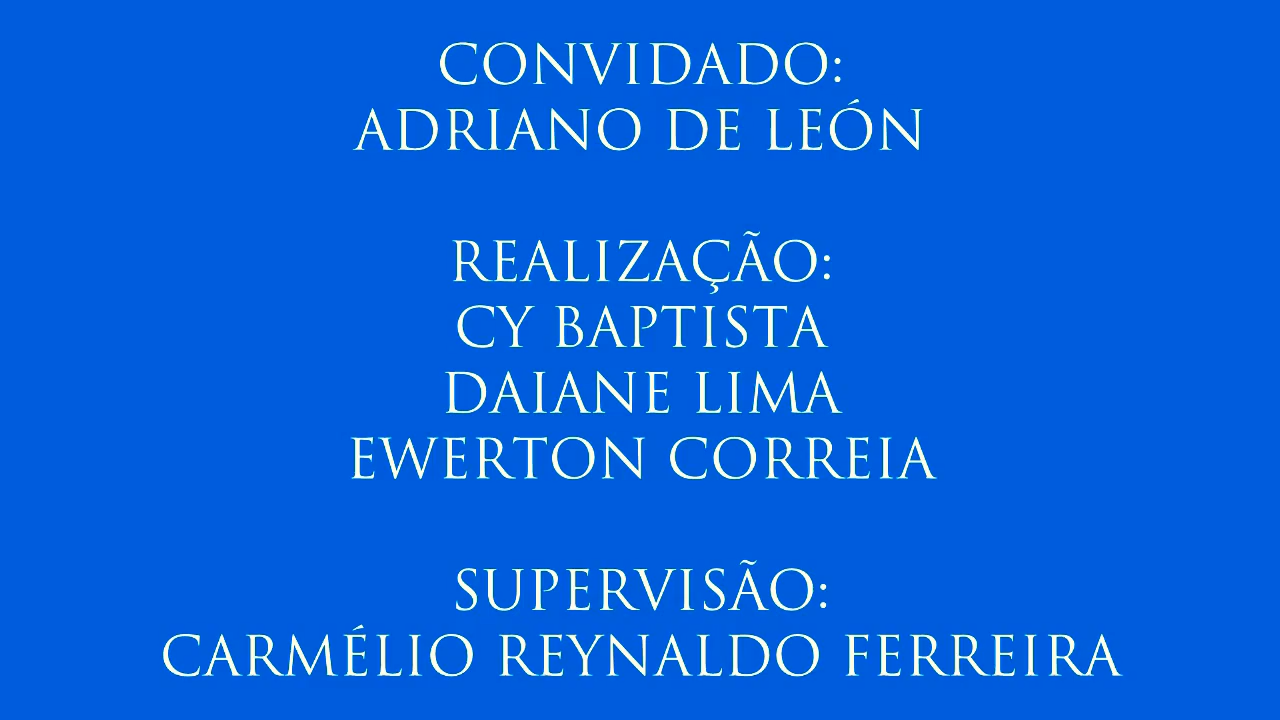 CONVIDADO:
ADRIANO DE LEÓN
REALIZAÇÃO:
CY BAPTISTA
DAIANE LIMA
EWERTON CORREIA
SUPERVISÃO:
CARMÉLIO REYNALDO FERREIRA